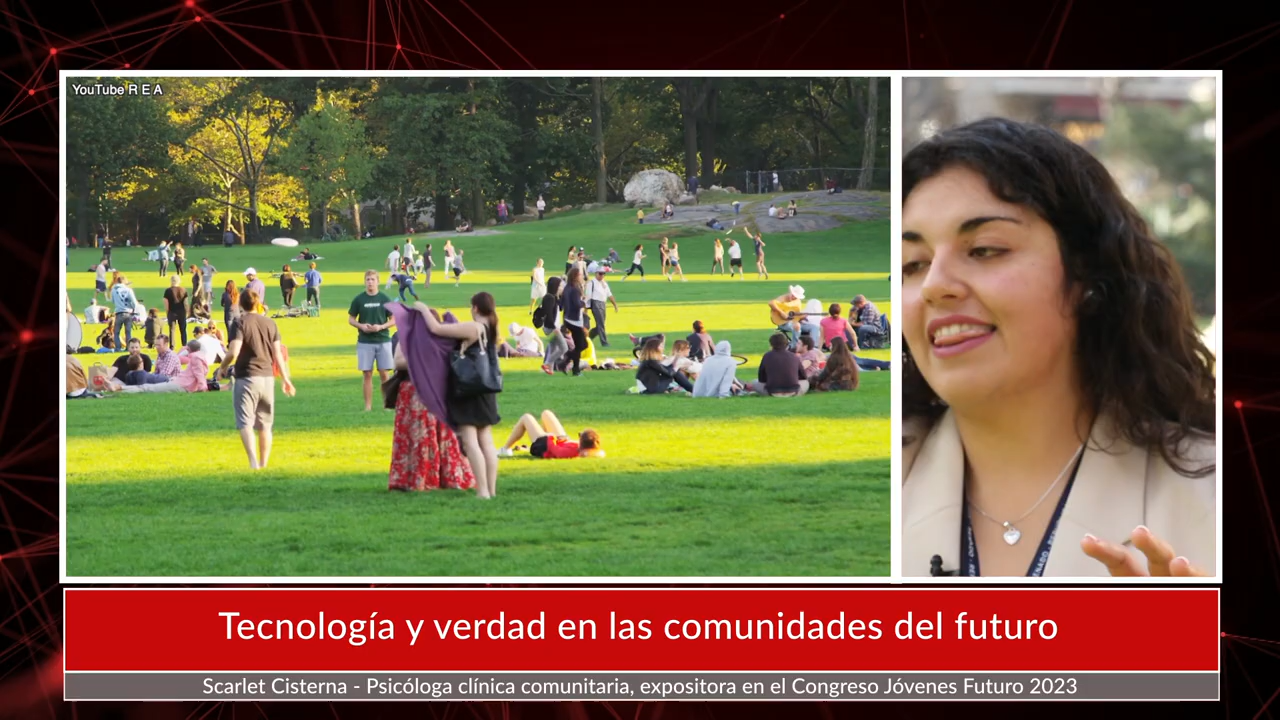 YouTube R E A
Tecnología y verdad en las comunidades del futuro
Scarlet Cisterna - Psicóloga clínica comunitaria, expositora en el Congreso Jóvenes Futuro 2023